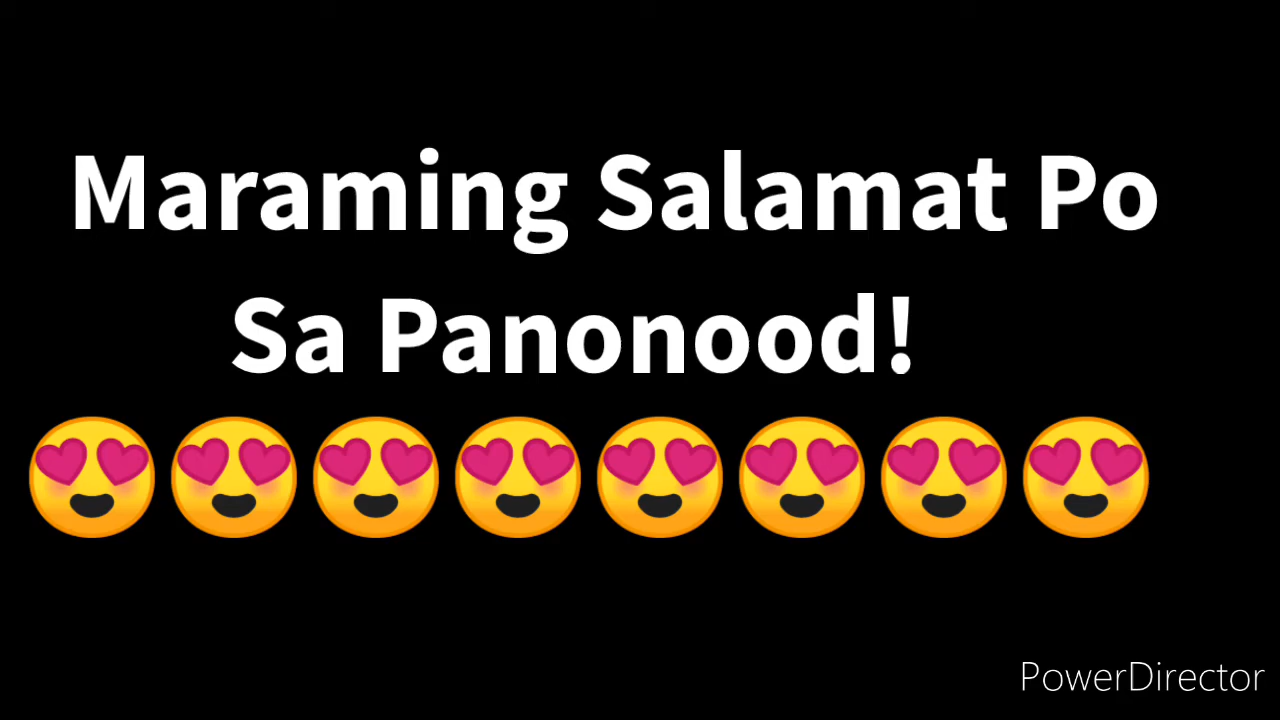 Maraming Salamat Po
Sa Panonood!
😍😍😍😍😍😍😍😍
PowerDirector